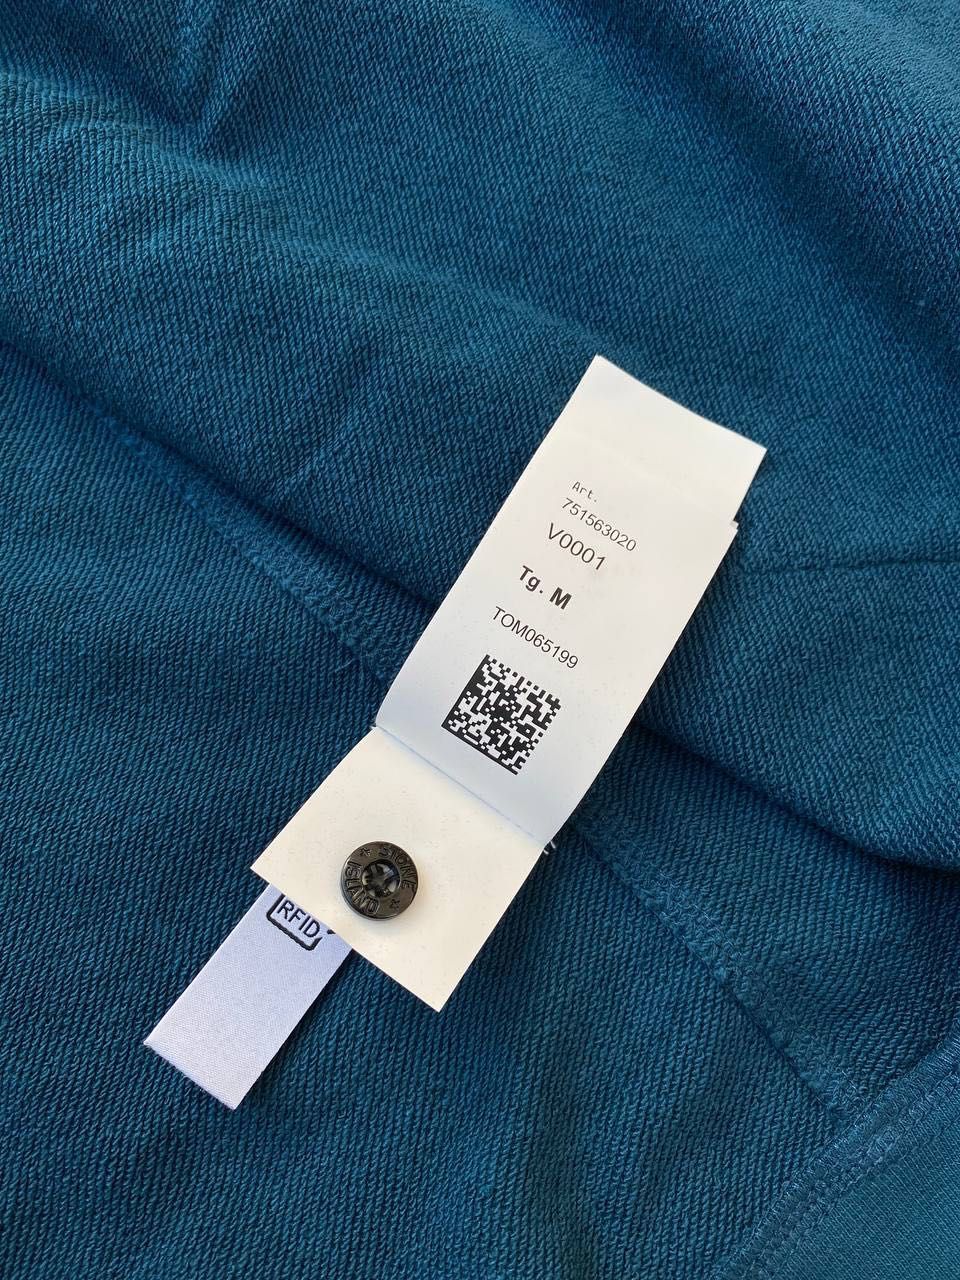 Art.
751563020
V0001
Tg. M
TOM065199
STONE
ISLAND
RFID